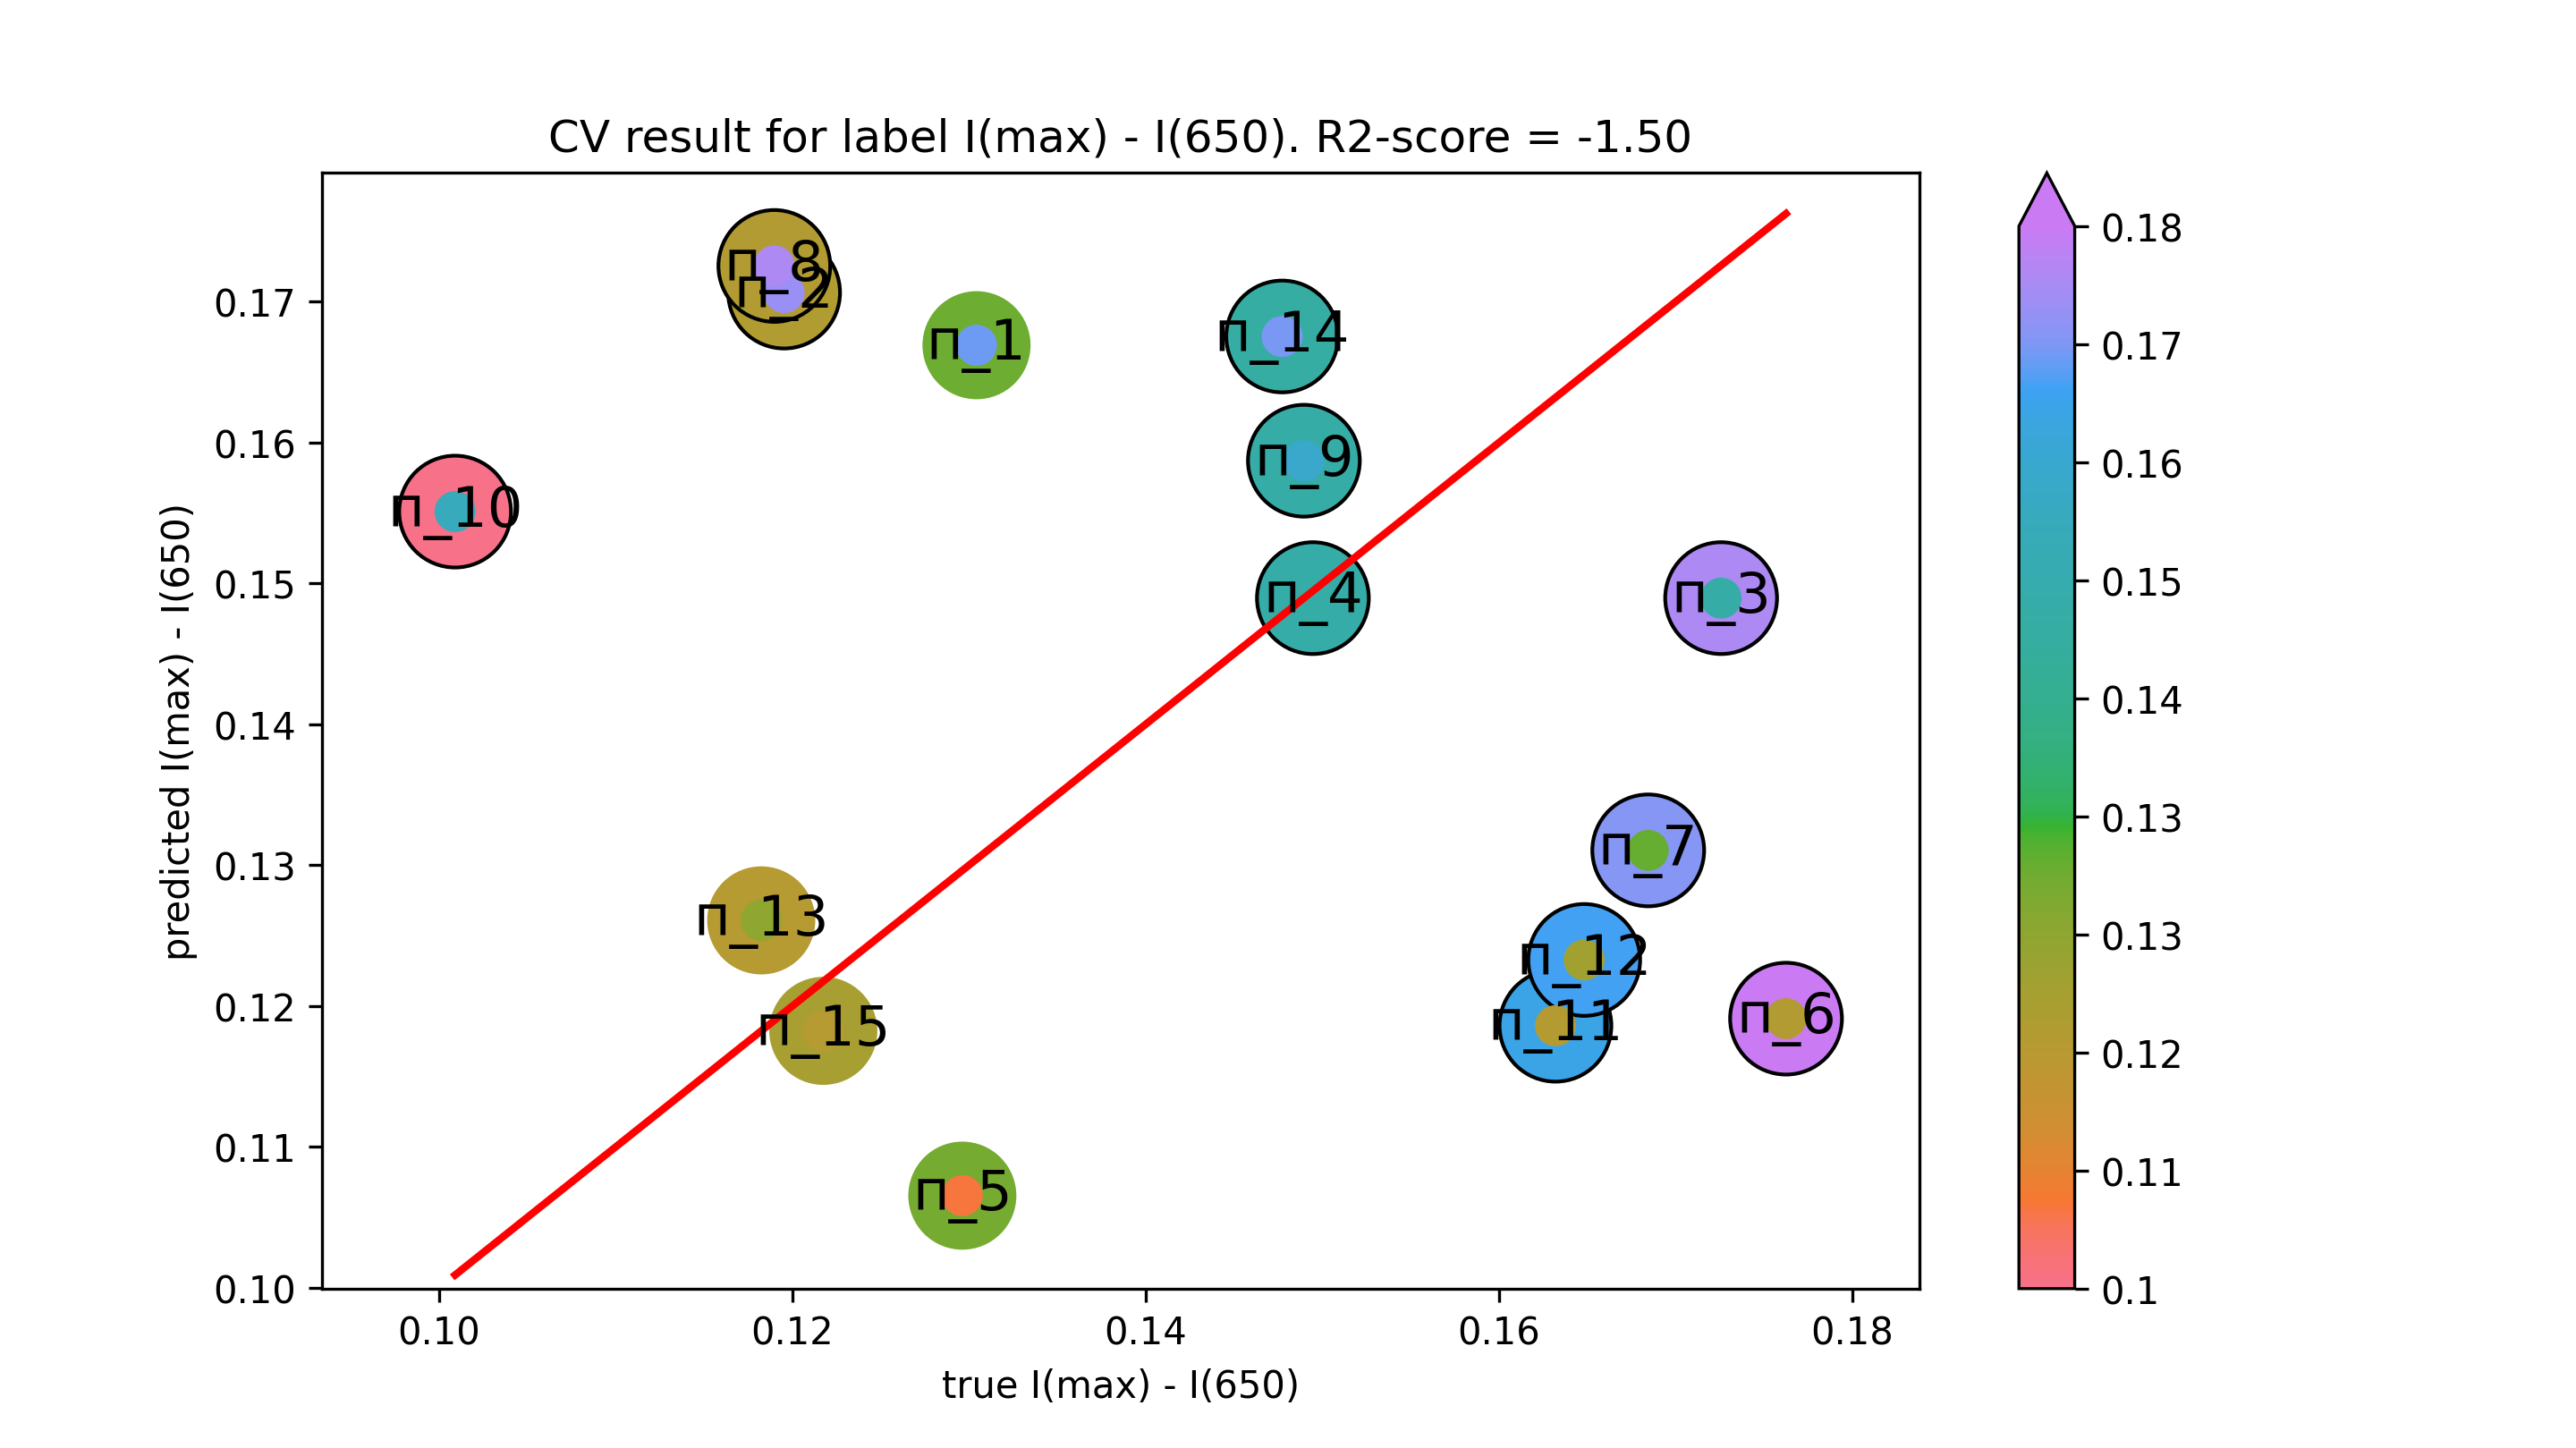 CV result for label I(max) - I(650). R2-score = -1.50
0.18
0.17
0.16
0.15
0.14
0.13
0.13
0.12
0.11
0.1
predicted I(max) - I(650)
0.17
0.16
0.15
0.14
0.13
0.12
0.11
0.10
п_8
п_2
п_1
п_14
п_9
п_10
п_4
п_3
п_7
п_13
п_12
п_6
п_11
п_15
п_5
0.10
0.12
0.14
0.16
0.18
true I(max) - I(650)